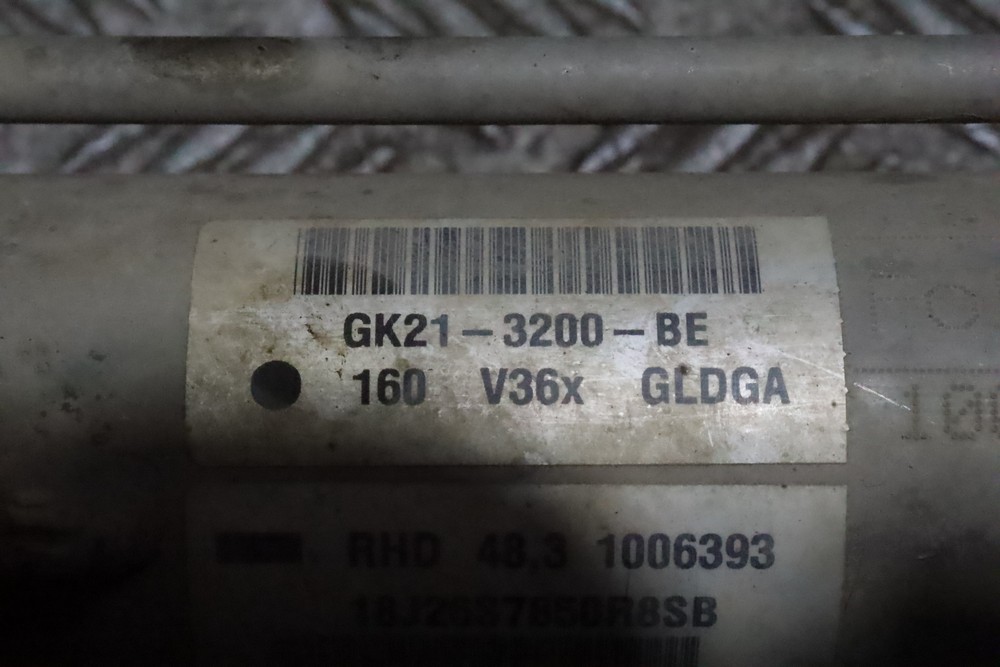 GK21-3200-BE
160 V36x GLDGA
RHD 48,3 1006393